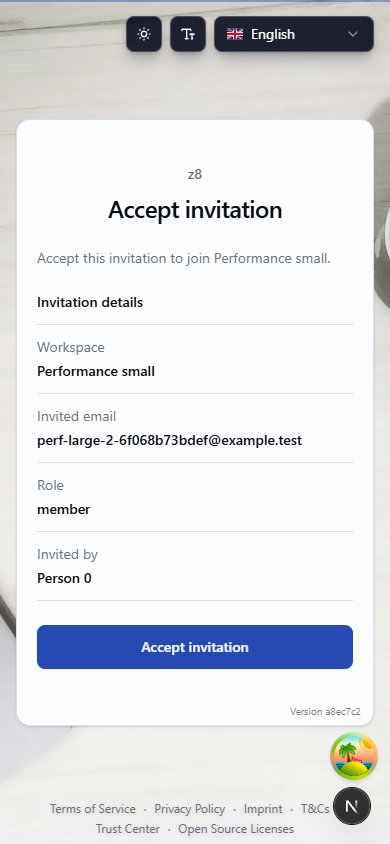 English
z8
Accept invitation
Accept this invitation to join Performance small.
Invitation details
Workspace
Performance small
Invited email
perf-large-2-6f068b73bdef@example.test
Role
member
Invited by
Person 0
Accept invitation
Version a8ec7c2
Terms of Service · Privacy Policy · Imprint · T&Cs
Trust Center · Open Source Licenses
N